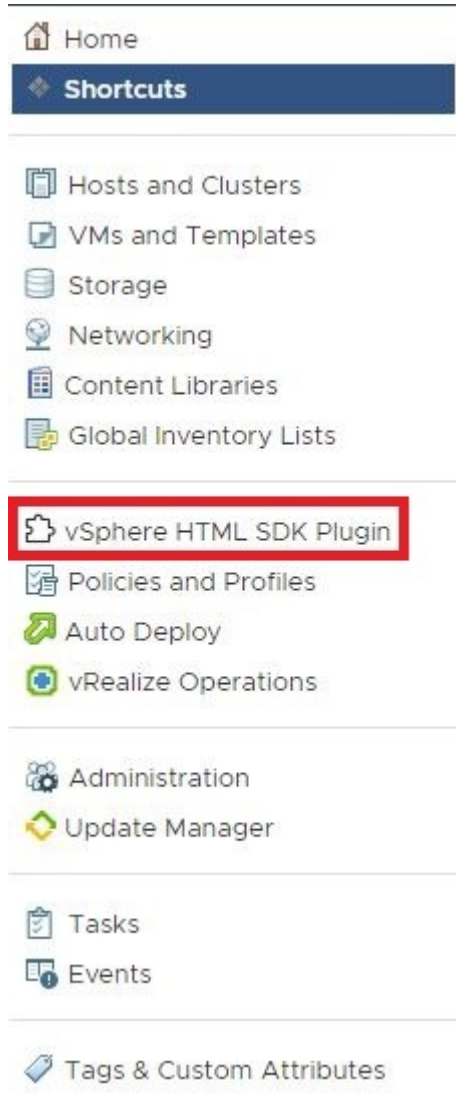 Home
Shortcuts
Hosts and Clusters
VMs and Templates
Storage
Networking
Content Libraries
Global Inventory Lists
vSphere HTML SDK Plugin
Policies and Profiles
Auto Deploy
vRealize Operations
Administration
Update Manager
Tasks
Events
Tags & Custom Attributes